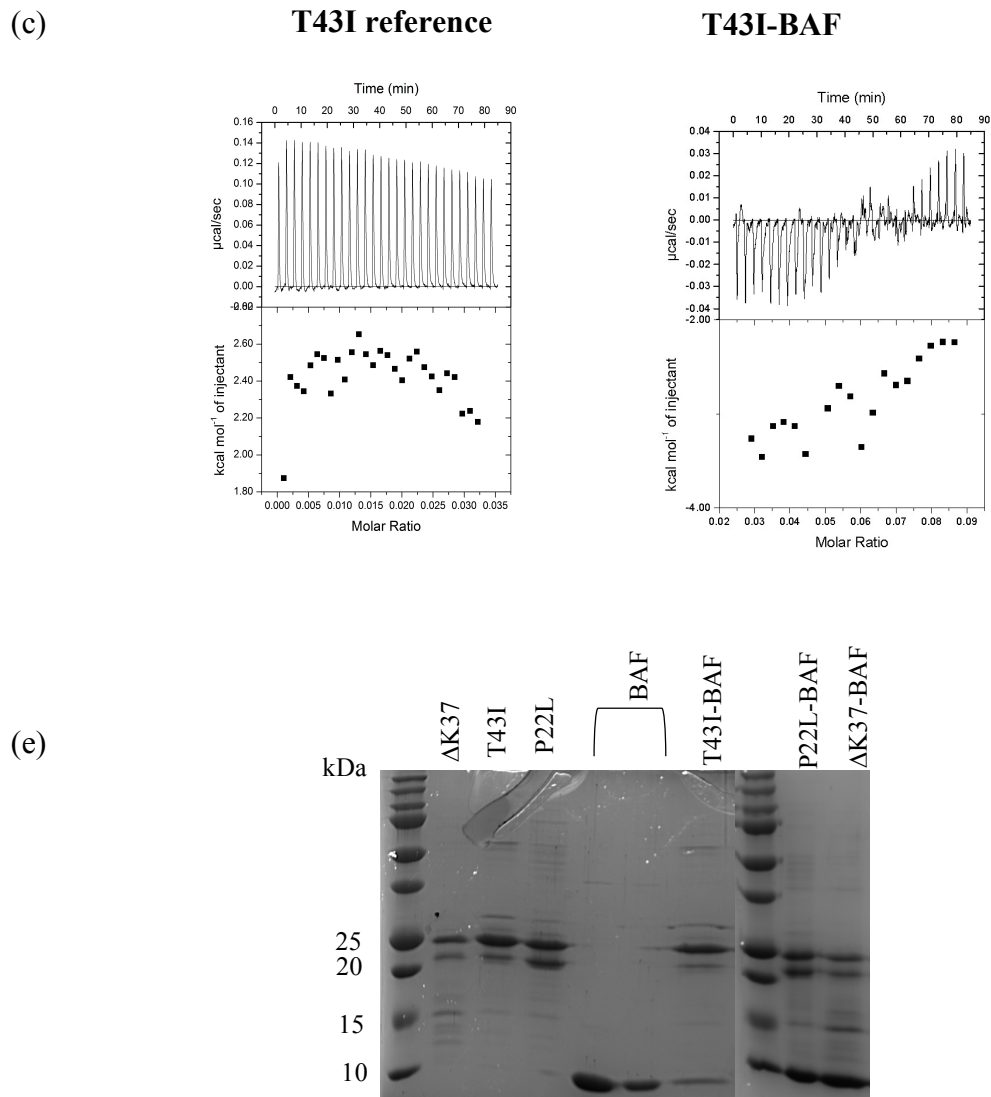 (c)
T43I reference
T43I-BAF
Time (min)
0 10 20 30 40 50 60 70 80 90
0.16
0.14
0.12
0.10
0.08
0.06
0.04
0.02
0.00
µcal/sec
2.60
2.40
2.20
2.00
1.80
kcal mol⁻¹ of injectant
0.000 0.005 0.010 0.015 0.020 0.025 0.030 0.035
Molar Ratio
Time (min)
0 10 20 30 40 50 60 70 80 90
0.04
0.03
0.02
0.01
0.00
-0.01
-0.02
-0.03
-0.04
µcal/sec
-2.00
-4.00
kcal mol⁻¹ of injectant
0.02 0.03 0.04 0.05 0.06 0.07 0.08 0.09
Molar Ratio
(e)
kDa
ΔK37
T43I
P22L
BAF
T43I-BAF
P22L-BAF
ΔK37-BAF
25
20
15
10